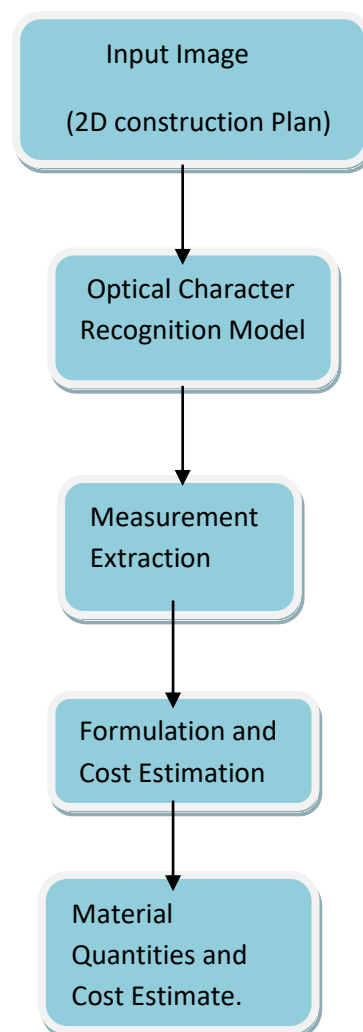 Input Image
(2D construction Plan)
Optical Character
Recognition Model
Measurement
Extraction
Formulation and
Cost Estimation
Material
Quantities and
Cost Estimate.